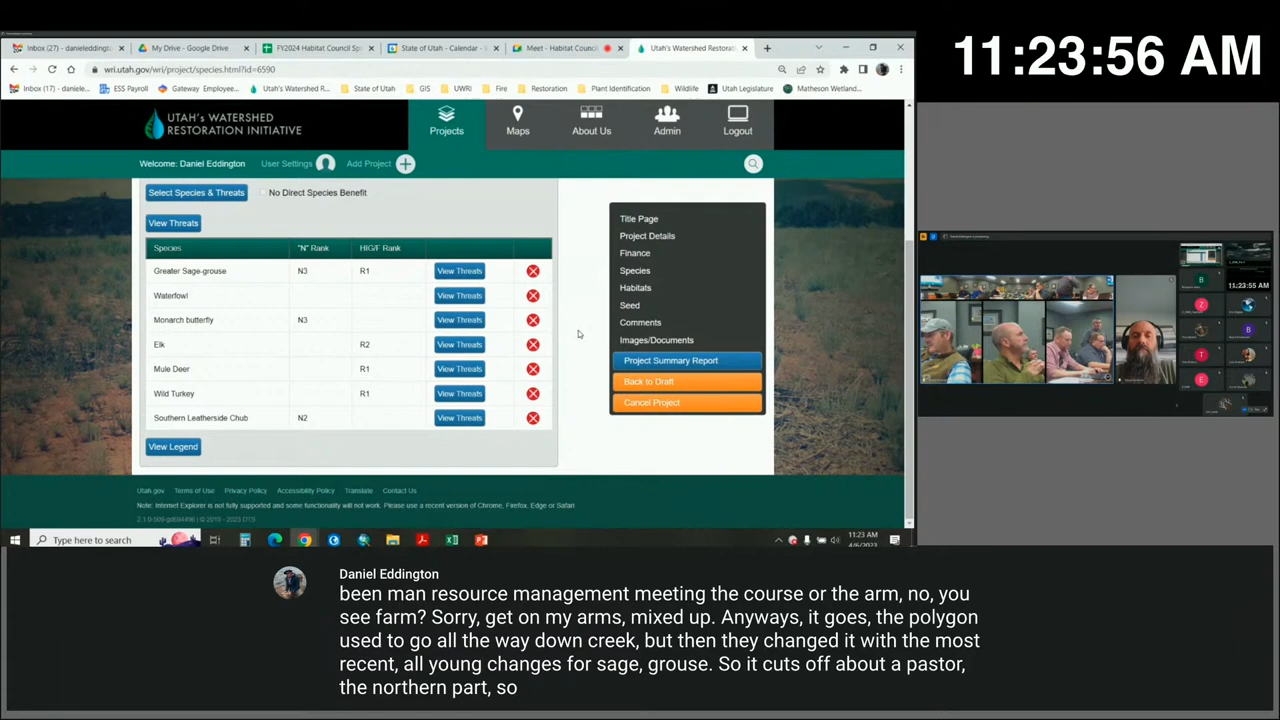 11:23:56 AM
Inbox (27) - danieleddingto
My Drive - Google Drive
FY2024 Habitat Council Sp
State of Utah - Calendar -
Meet - Habitat Council
Utah's Watershed Restorati
wri.utah.gov/wri/project/species.html?id=6590
Inbox (17) - daniele...
ESS Payroll
Gateway Employee...
Utah's Watershed R...
State of Utah
GIS
UWRI
Fire
Restoration
Plant Identification
Wildlife
Utah Legislature
Matheson Wetland...
UTAH'S WATERSHED
RESTORATION INITIATIVE
Projects
Maps
About Us
Admin
Logout
Welcome: Daniel Eddington
User Settings
Add Project
Select Species & Threats
No Direct Species Benefit
View Threats
Species "N" Rank HIG/F Rank
Greater Sage-grouse N3 R1 View Threats
Waterfowl View Threats
Monarch butterfly N3 View Threats
Elk R2 View Threats
Mule Deer R1 View Threats
Wild Turkey R1 View Threats
Southern Leatherside Chub N2 View Threats
View Legend
Title Page
Project Details
Finance
Species
Habitats
Seed
Comments
Images/Documents
Project Summary Report
Back to Draft
Cancel Project
Utah.gov
Terms of Use
Privacy Policy
Accessibility Policy
Translate
Contact Us
Note: Internet Explorer is not fully supported and some functionality will not work. Please use a recent version of Chrome, Firefox, Edge or Safari
Type here to search
11:23 AM
4/6/2023
11:23:55 AM
Daniel Eddington
been man resource management meeting the course or the arm, no, you
see farm? Sorry, get on my arms, mixed up. Anyways, it goes, the polygon
used to go all the way down creek, but then they changed it with the most
recent, all young changes for sage, grouse. So it cuts off about a pastor,
the northern part, so